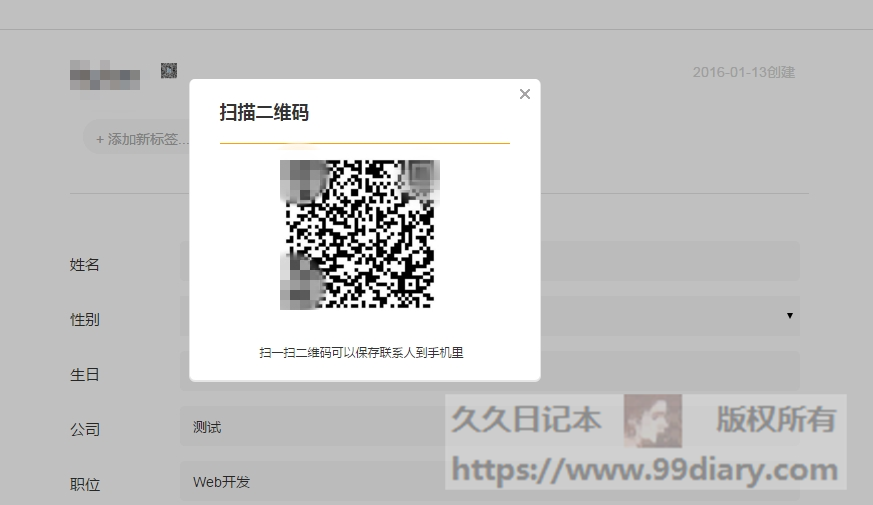 2016-01-13创建
扫描二维码
+ 添加新标签...
扫一扫二维码可以保存联系人到手机里
姓名
性别
生日
公司 测试
职位 Web开发
久久日记本 版权所有
https://www.99diary.com